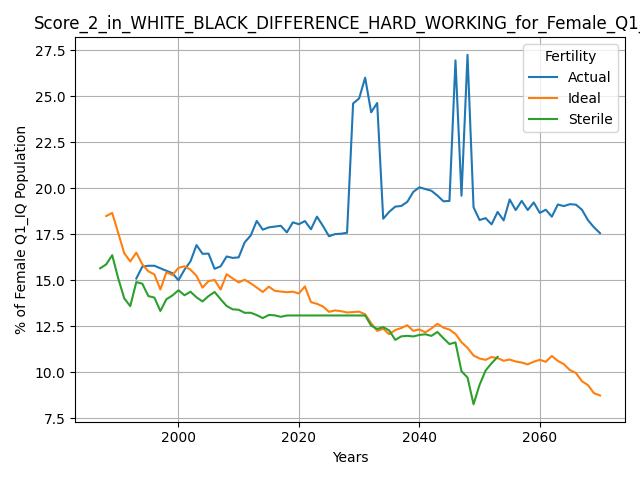 Score_2_in_WHITE_BLACK_DIFFERENCE_HARD_WORKING_for_Female_Q1_
27.5
25.0
22.5
20.0
17.5
15.0
12.5
10.0
7.5
% of Female Q1_IQ Population
Fertility
Actual
Ideal
Sterile
2000
2020
2040
2060
Years